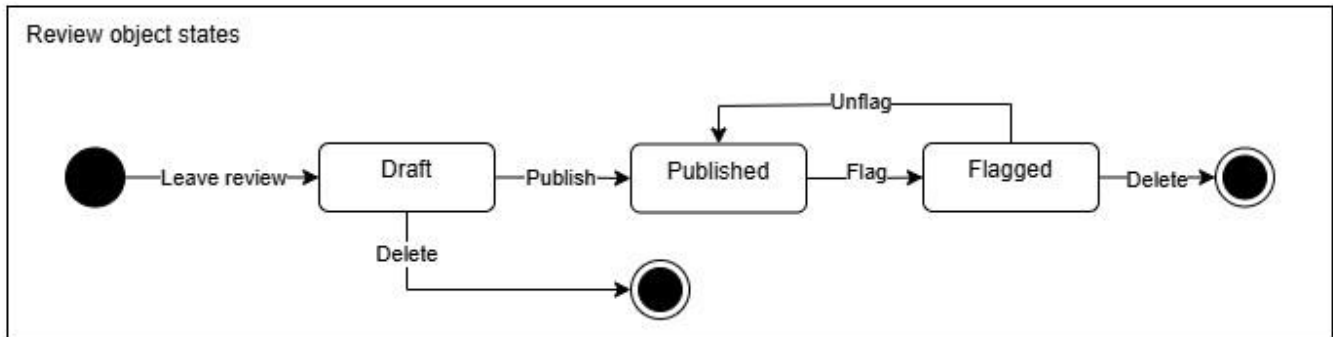 Review object states
Unflag
Leave review
Draft
Publish
Published
Flag
Flagged
Delete
Delete